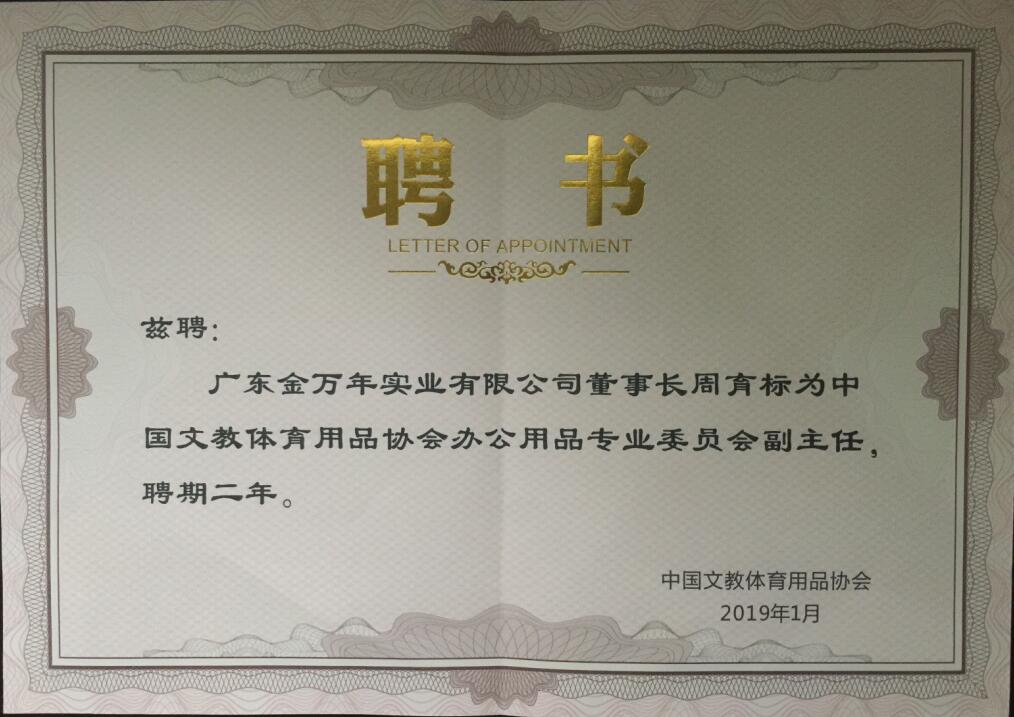 聘 书
LETTER OF APPOINTMENT
兹聘:
广东金万年实业有限公司董事长周育标为中
国文教体育用品协会办公用品专业委员会副主任，
聘期二年。
中国文教体育用品协会
2019年1月